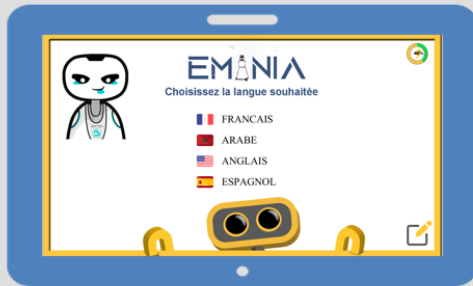 EMINIA
Choisissez la langue souhaitée
FRANCAIS
ARABE
ANGLAIS
ESPAGNOL